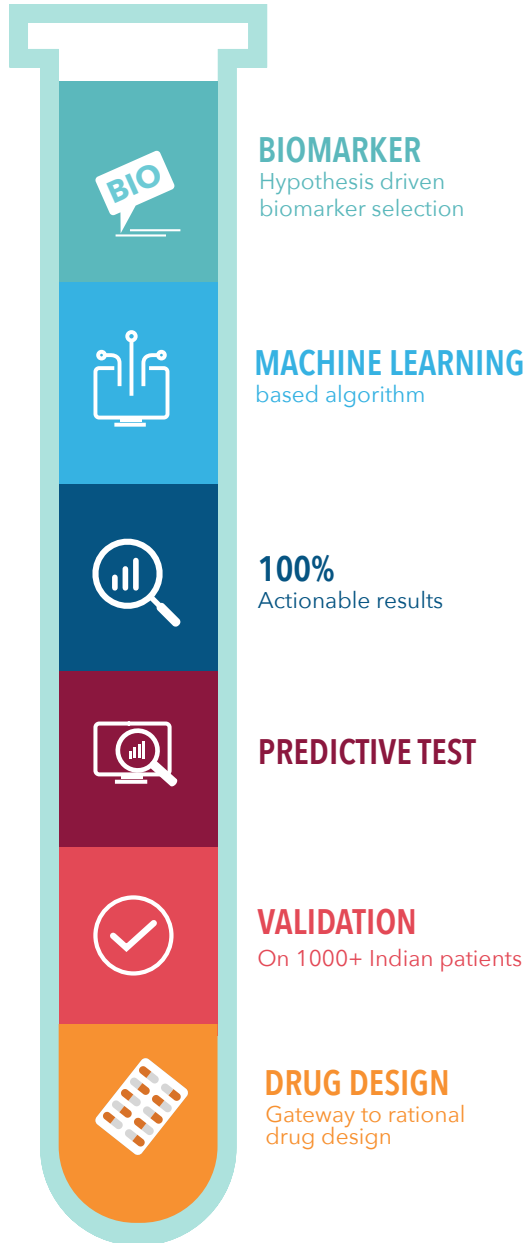 BIO
BIOMARKER
Hypothesis driven
biomarker selection
MACHINE LEARNING
based algorithm
100%
Actionable results
PREDICTIVE TEST
VALIDATION
On 1000+ Indian patients
DRUG DESIGN
Gateway to rational
drug design